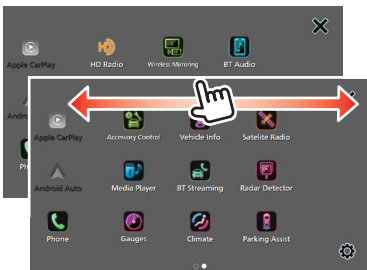 Apple CarPlay HD Radio Wireless Mirroring BT Audio
Apple CarPlay Accessory Control Vehicle Info Satelite Radio
Android Auto Media Player BT Streaming Radar Detector
Phone Gauges Climate Parking Assist